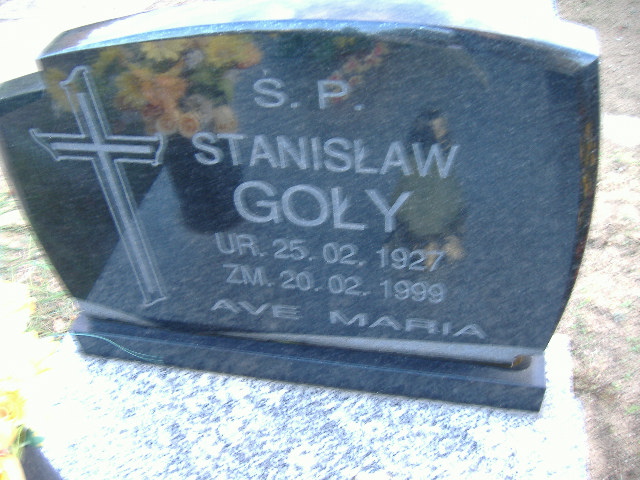 Ś. P.
STANISŁAW
GOŁY
UR. 25. 02. 1927
ZM. 20. 02. 1999
AVE MARIA